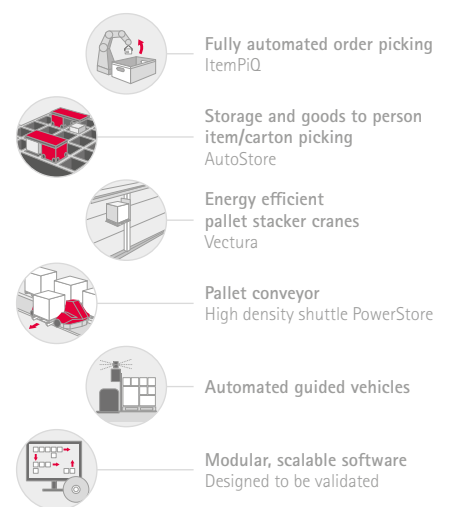 Fully automated order picking
ItemPiQ
Storage and goods to person
item/carton picking
AutoStore
Energy efficient
pallet stacker cranes
Vectura
Pallet conveyor
High density shuttle PowerStore
Automated guided vehicles
Modular, scalable software
Designed to be validated